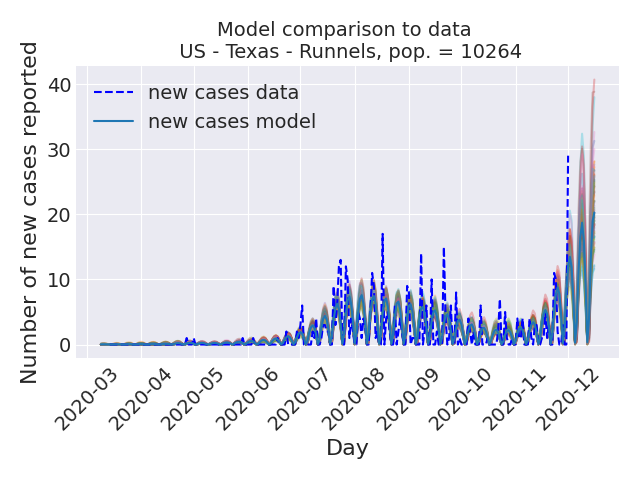 Model comparison to data
US - Texas - Runnels, pop. = 10264
Number of new cases reported
40
30
20
10
0
new cases data
new cases model
2020-03
2020-04
2020-05
2020-06
2020-07
2020-08
2020-09
2020-10
2020-11
2020-12
Day